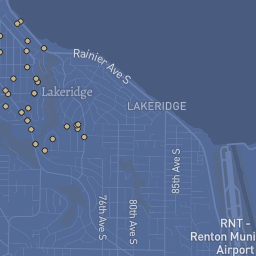 Rainier Ave S
Lakeridge
LAKERIDGE
85th Ave S
76th Ave S
80th Ave S
RNT -
Renton Muni
Airport